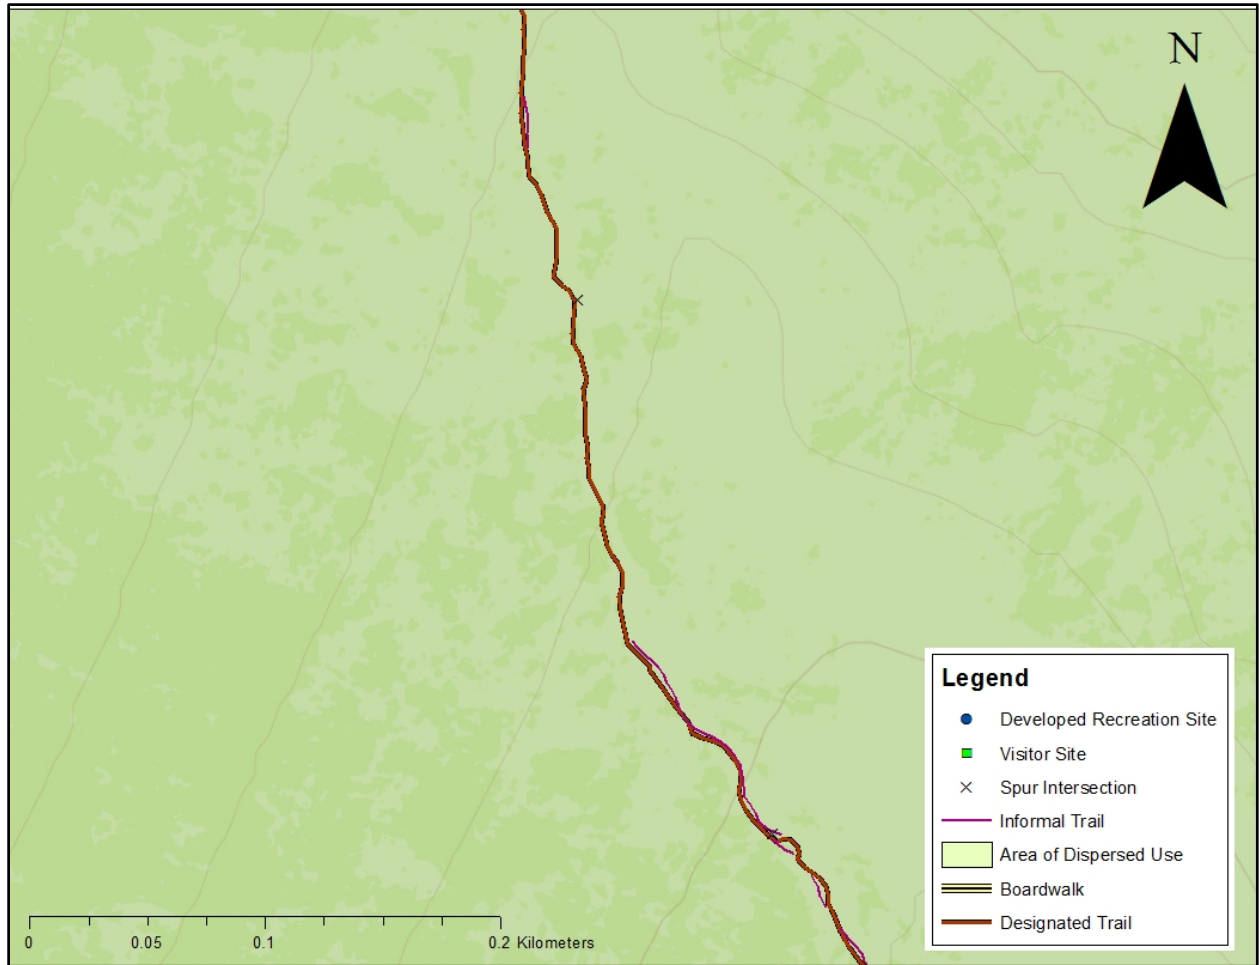 N
Legend
Developed Recreation Site
Visitor Site
Spur Intersection
Informal Trail
Area of Dispersed Use
Boardwalk
Designated Trail
0 0.05 0.1 0.2 Kilometers